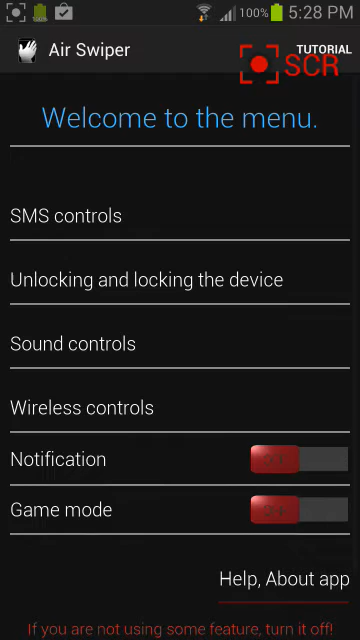 100% 5:28 PM
Air Swiper
TUTORIAL
SCR
Welcome to the menu.
SMS controls
Unlocking and locking the device
Sound controls
Wireless controls
Notification
Game mode
Help, About app
If you are not using some feature, turn it off!